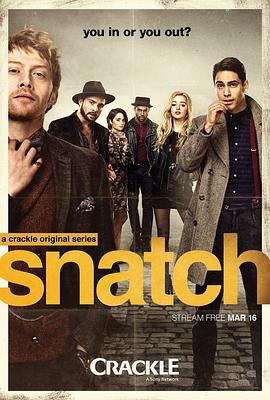 you in or you out?
a crackle original series
snatch
STREAM FREE MAR 16
CRACKLE
A Sony Network